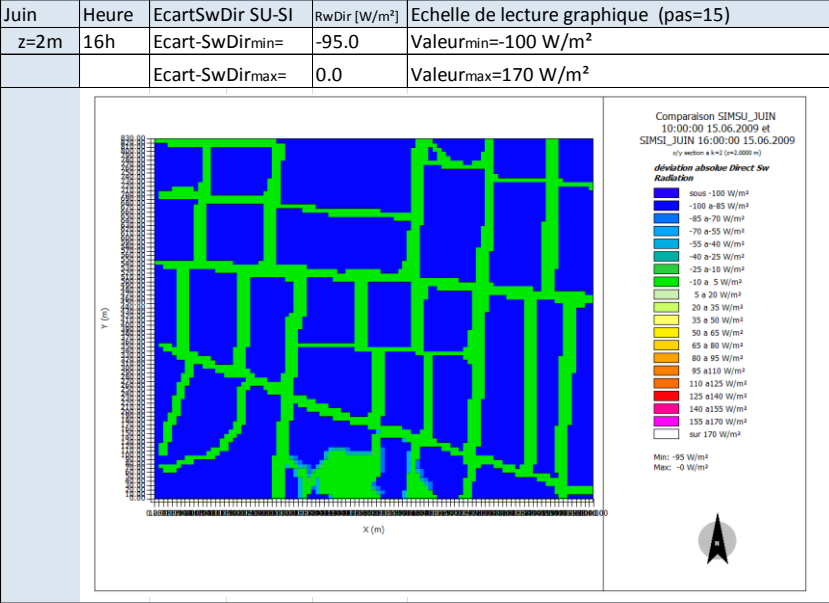 Juin Heure EcartSwDir SU-SI RwDir [W/m²] Echelle de lecture graphique (pas=15)
z=2m 16h Ecart-SwDirmin= -95.0 Valeurmin=-100 W/m²
Ecart-SwDirmax= 0.0 Valeurmax=170 W/m²
Comparaison SIMSU_JUIN
10:00:00 15.06.2009 et
SIMSI_JUIN 16:00:00 15.06.2009
x/y section a k=2 (z=2.0000 m)
déviation absolue Direct Sw
Radiation
sous -100 W/m²
-100 a-85 W/m²
-85 a-70 W/m²
-70 a-55 W/m²
-55 a-40 W/m²
-40 a-25 W/m²
-25 a-10 W/m²
-10 a 5 W/m²
5 a 20 W/m²
20 a 35 W/m²
35 a 50 W/m²
50 a 65 W/m²
65 a 80 W/m²
80 a 95 W/m²
95 a110 W/m²
110 a125 W/m²
125 a140 W/m²
140 a155 W/m²
155 a170 W/m²
sur 170 W/m²
Min: -95 W/m²
Max: -0 W/m²
Y (m)
X (m)
N